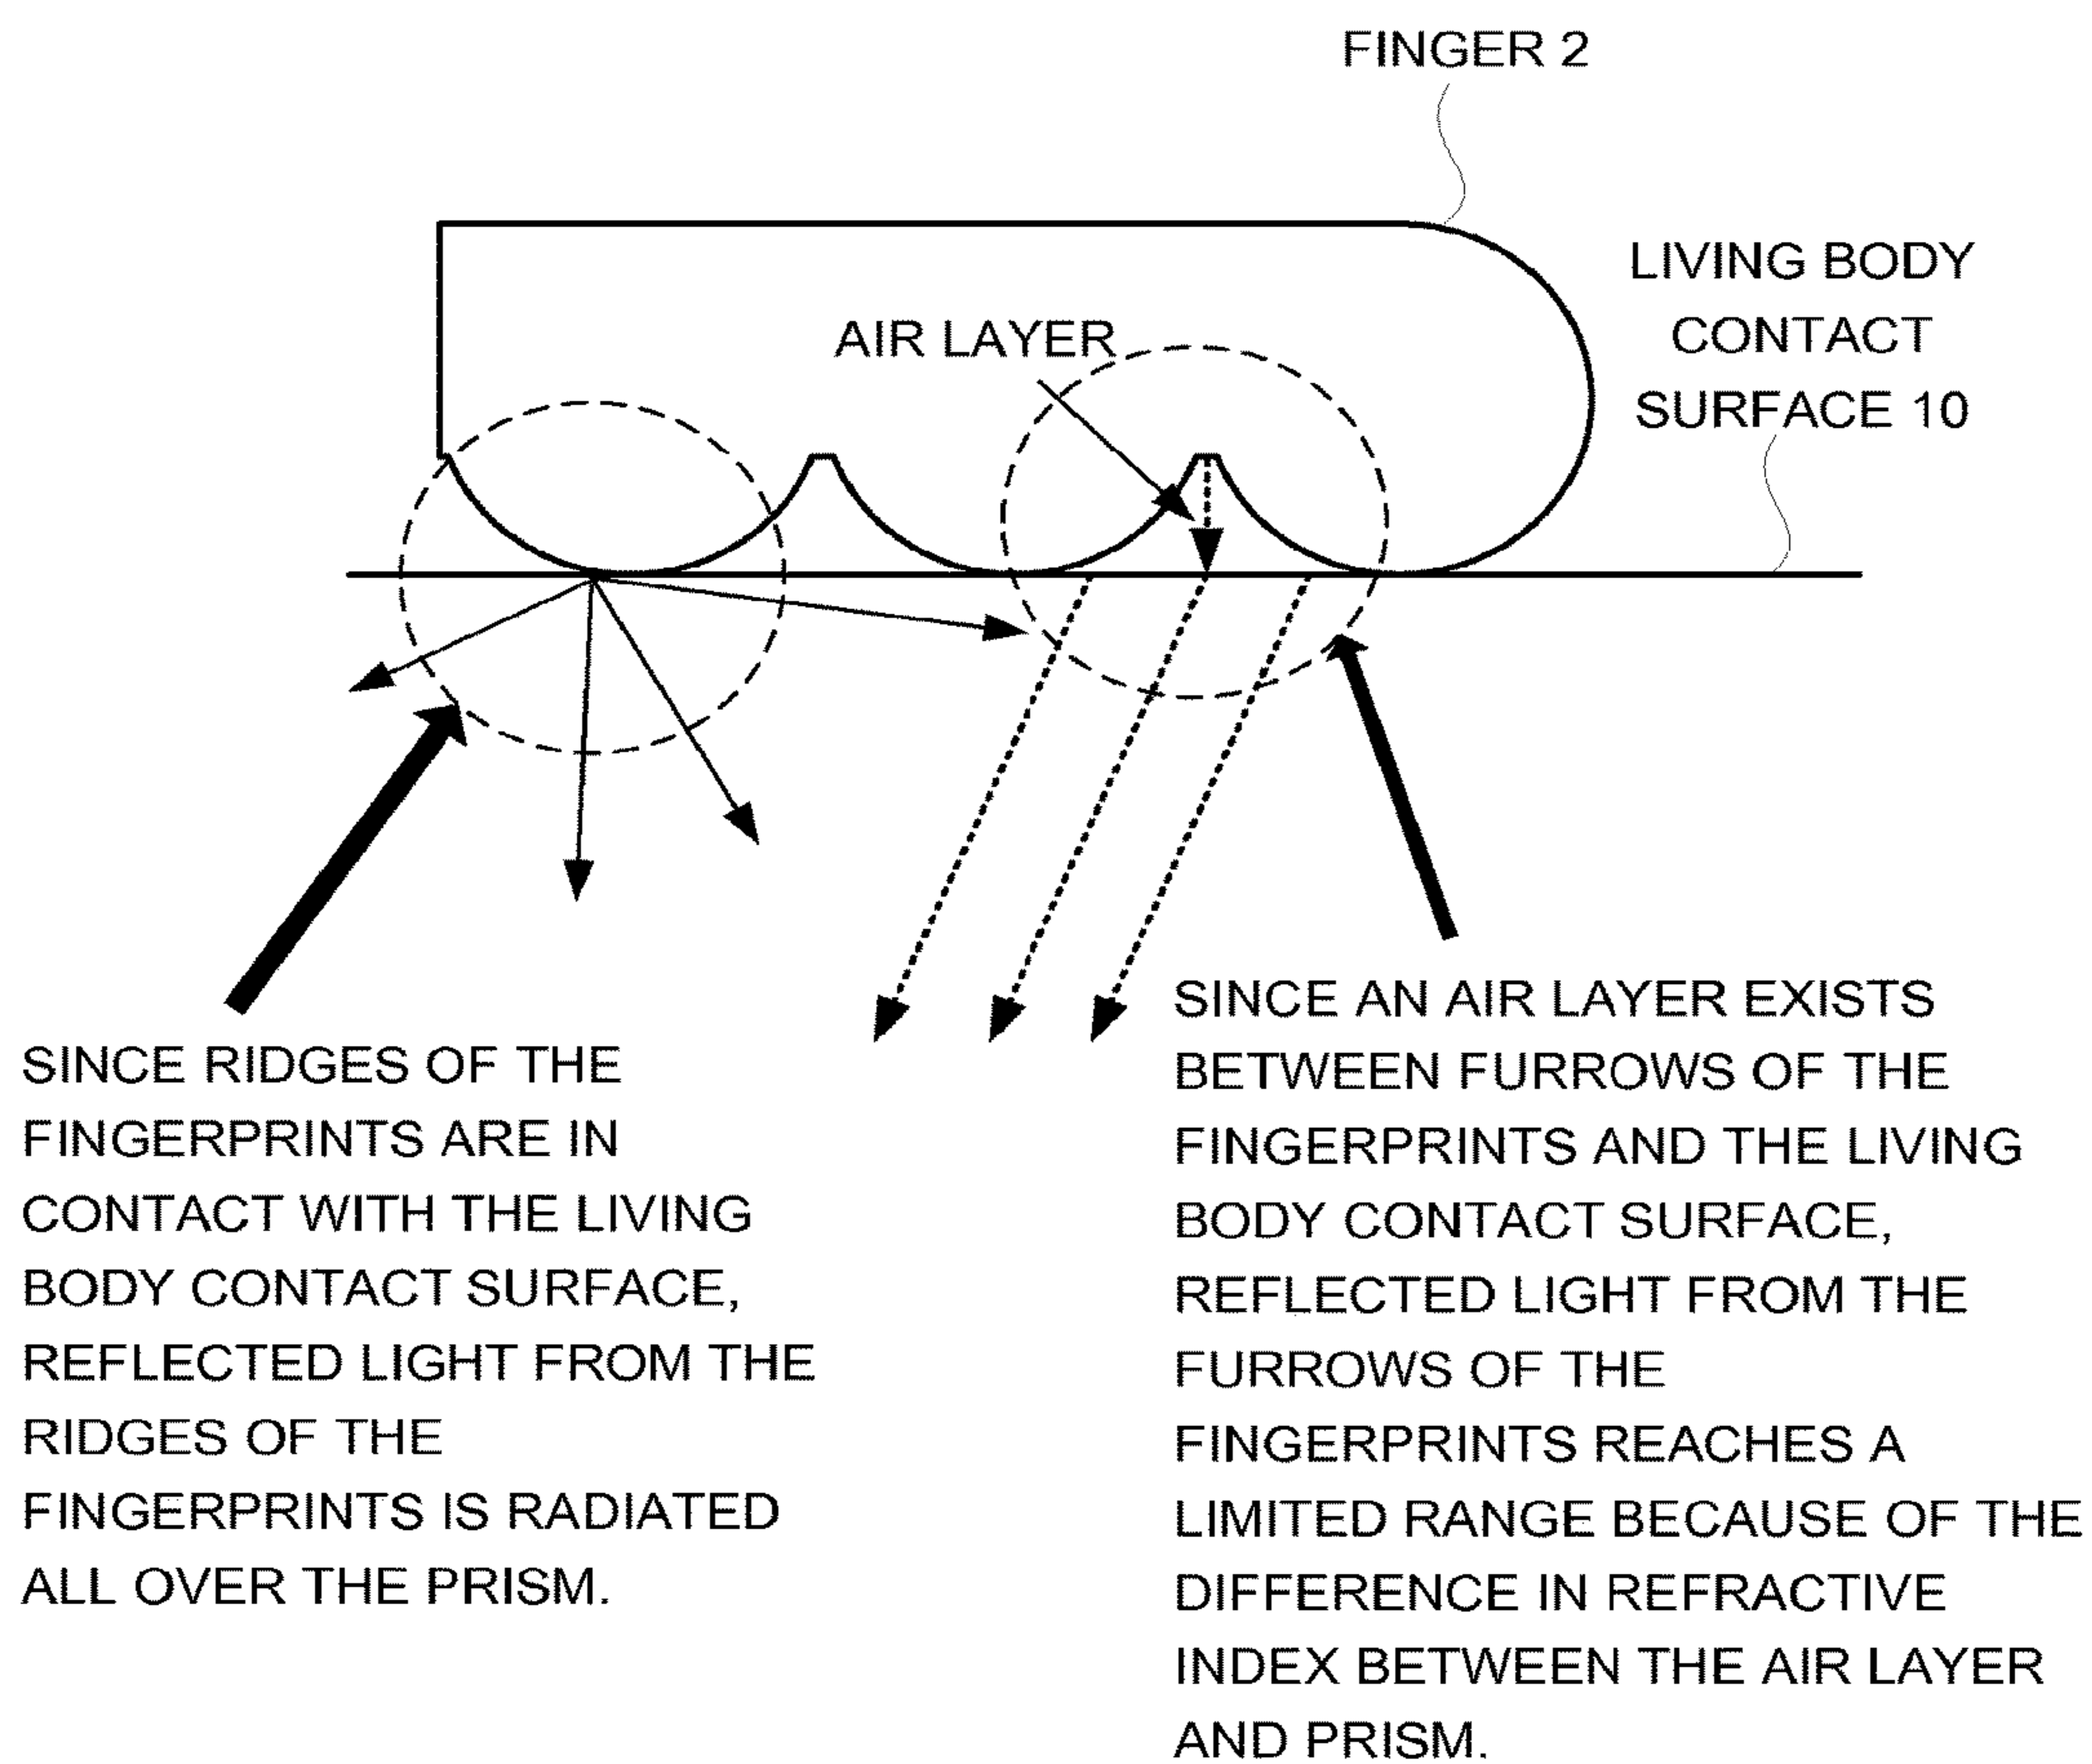 FINGER 2
LIVING BODY
CONTACT
SURFACE 10
AIR LAYER
SINCE RIDGES OF THE
FINGERPRINTS ARE IN
CONTACT WITH THE LIVING
BODY CONTACT SURFACE,
REFLECTED LIGHT FROM THE
RIDGES OF THE
FINGERPRINTS IS RADIATED
ALL OVER THE PRISM.
SINCE AN AIR LAYER EXISTS
BETWEEN FURROWS OF THE
FINGERPRINTS AND THE LIVING
BODY CONTACT SURFACE,
REFLECTED LIGHT FROM THE
FURROWS OF THE
FINGERPRINTS REACHES A
LIMITED RANGE BECAUSE OF THE
DIFFERENCE IN REFRACTIVE
INDEX BETWEEN THE AIR LAYER
AND PRISM.